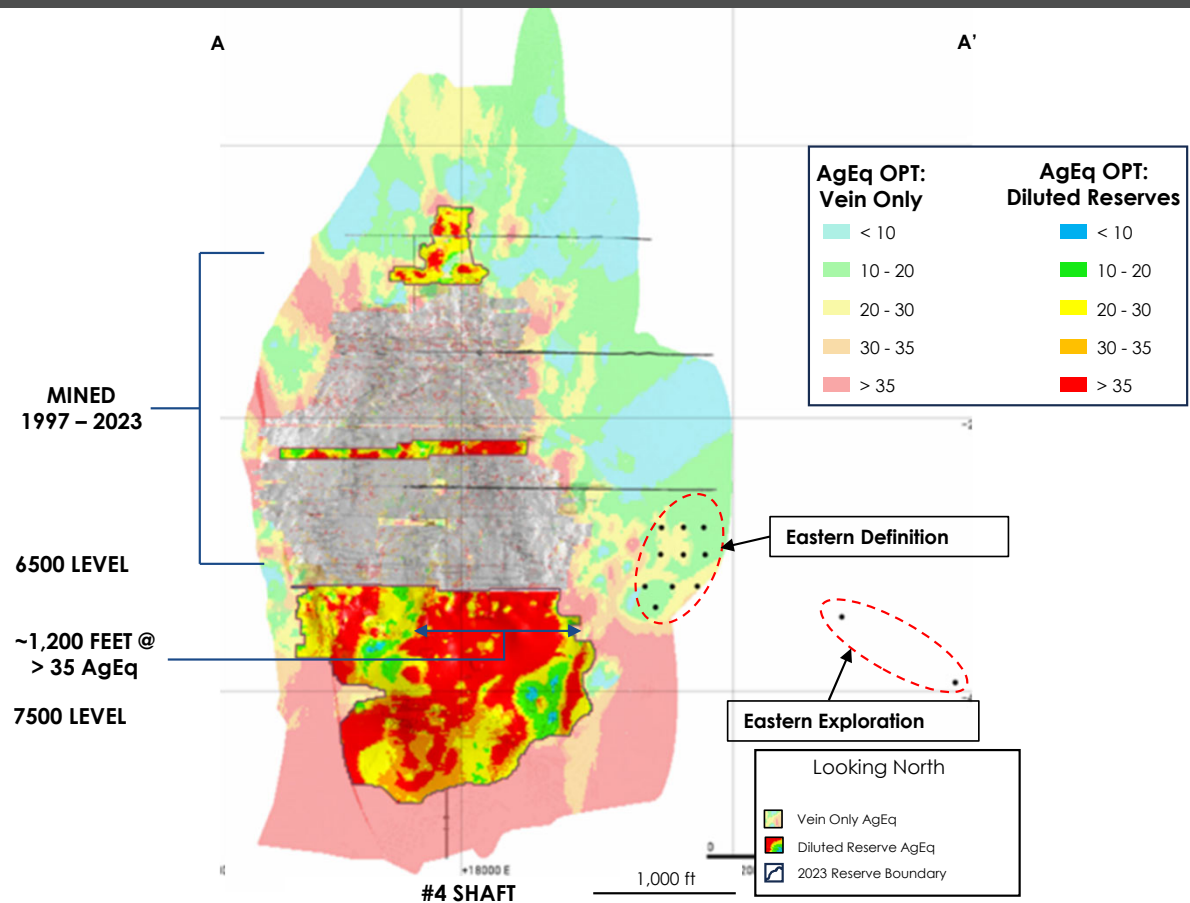 A
A'
AgEq OPT:
Vein Only
AgEq OPT:
Diluted Reserves
< 10
< 10
10 - 20
10 - 20
20 - 30
20 - 30
30 - 35
30 - 35
> 35
> 35
MINED
1997 – 2023
6500 LEVEL
~1,200 FEET @
> 35 AgEq
7500 LEVEL
Eastern Definition
Eastern Exploration
Looking North
Vein Only AgEq
Diluted Reserve AgEq
2023 Reserve Boundary
0
+18000 E
1,000 ft
#4 SHAFT